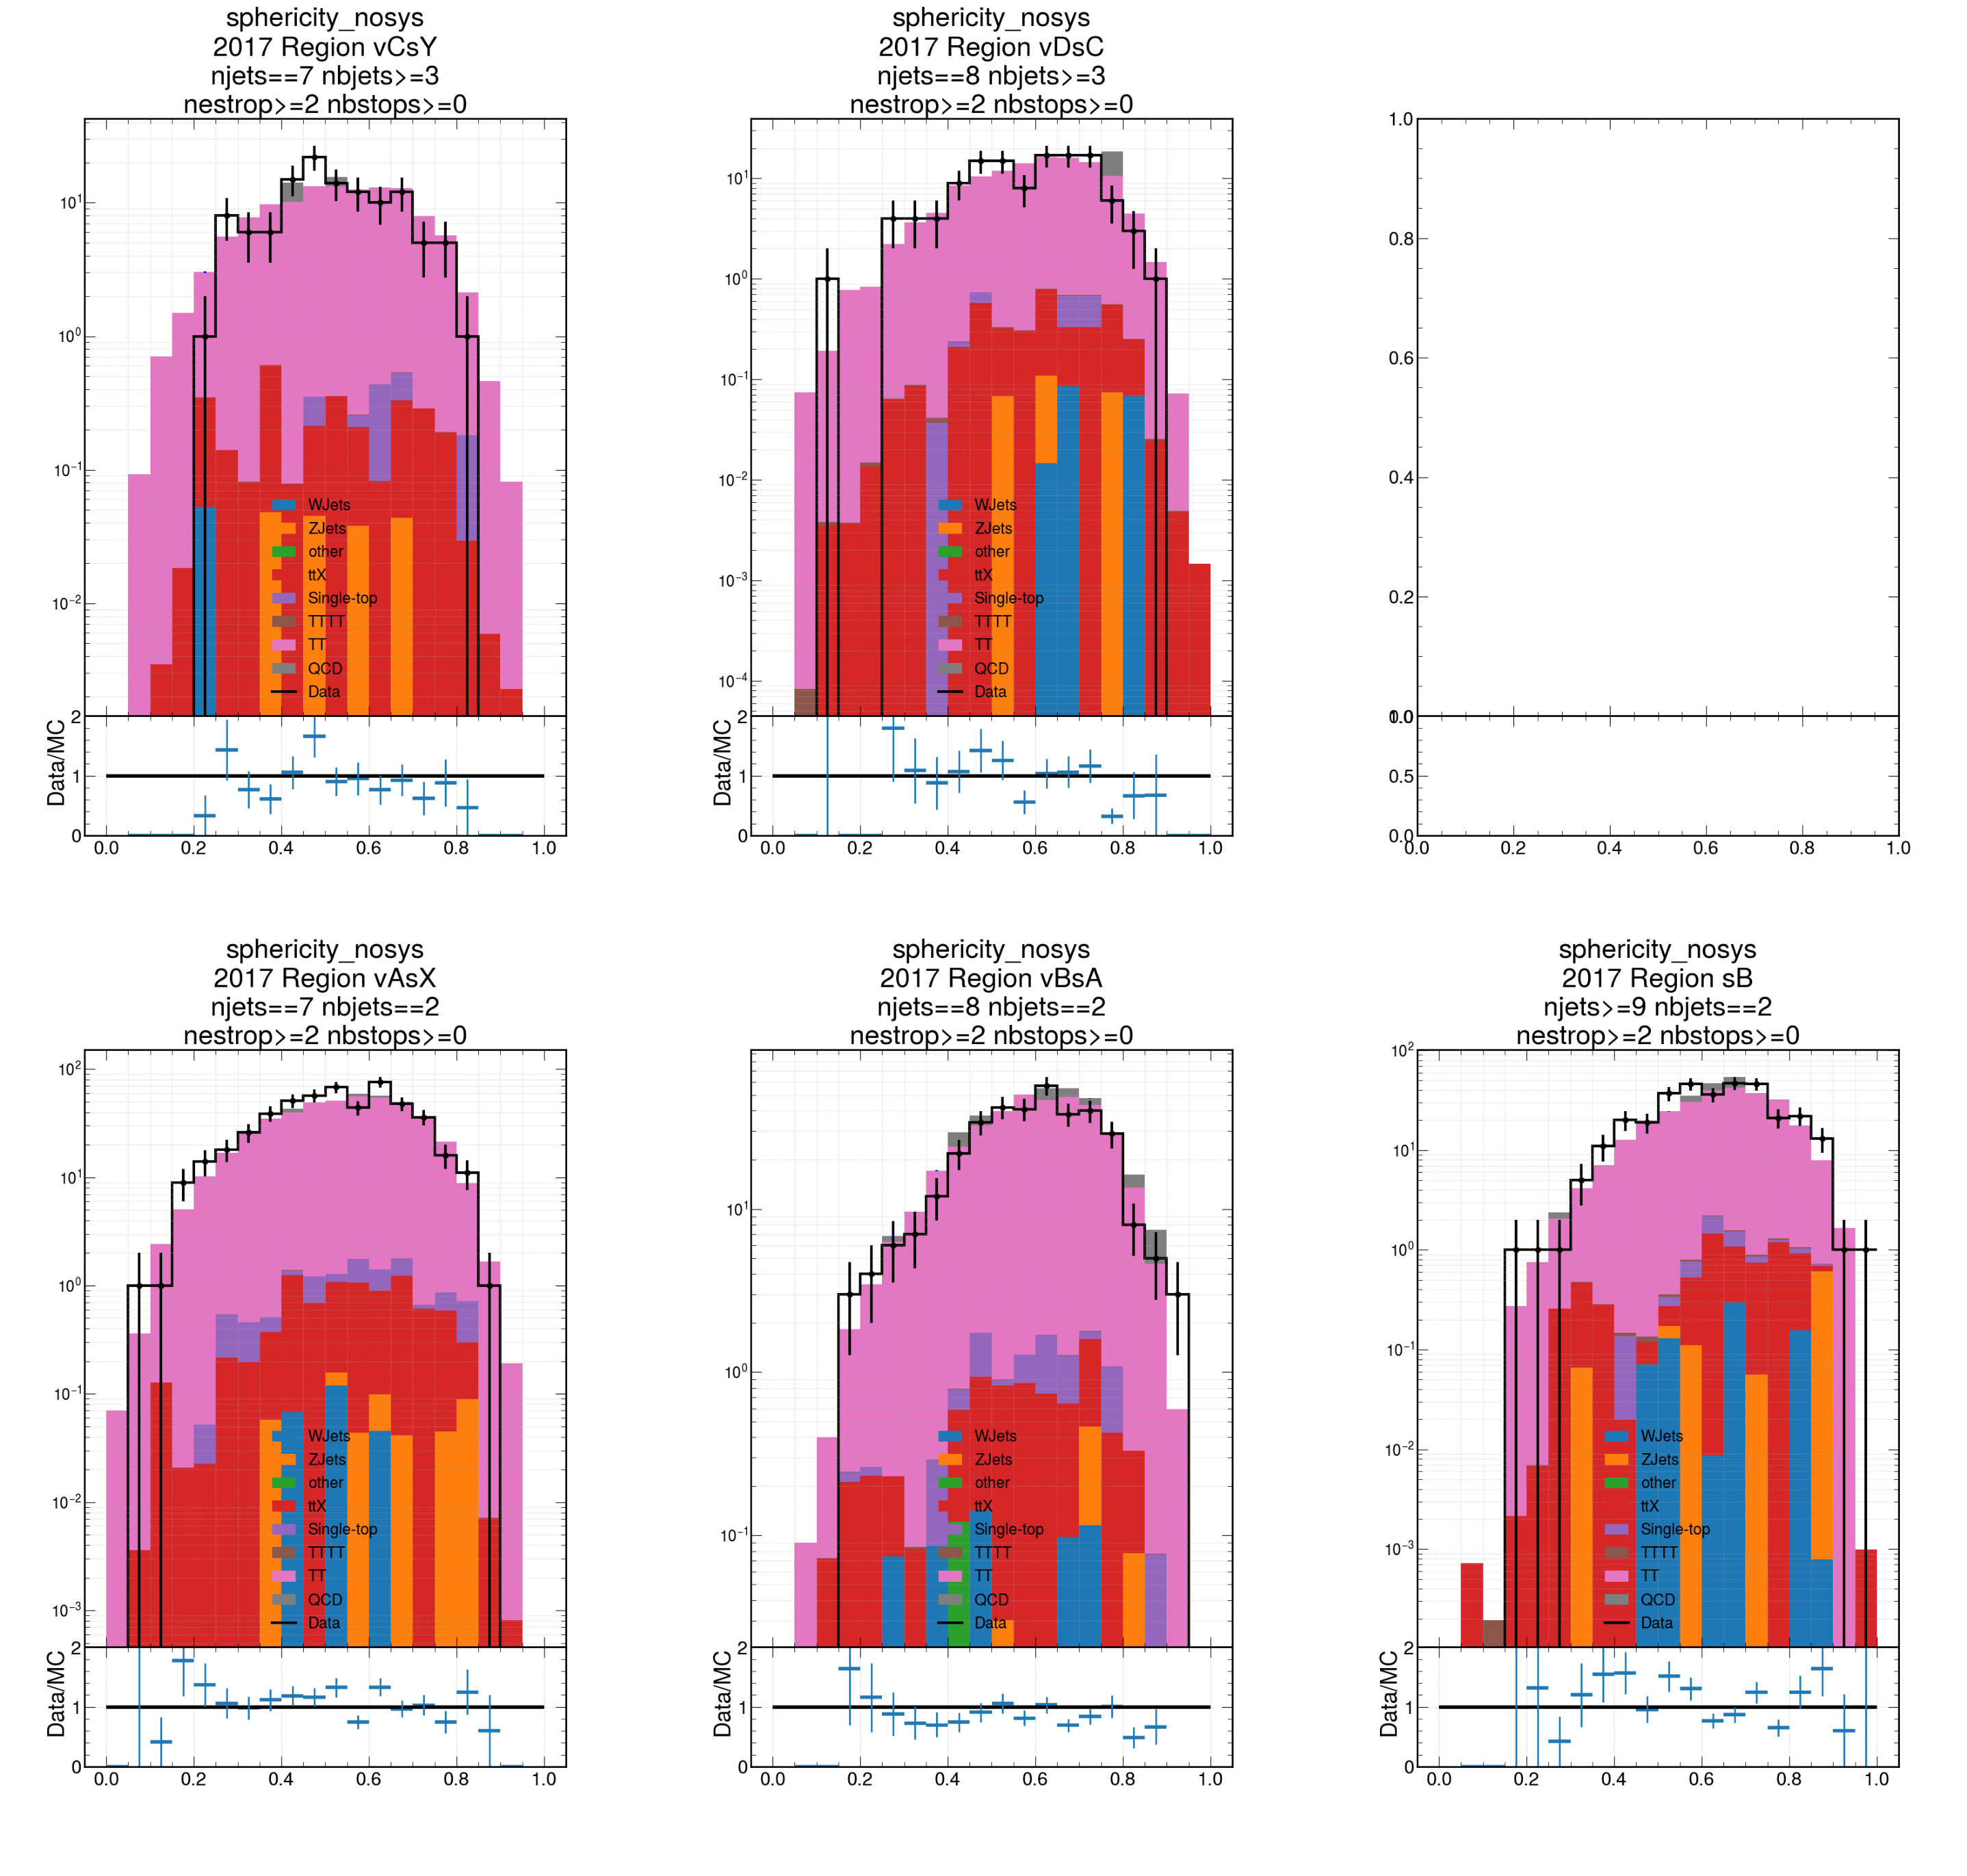 sphericity_nosys
2017 Region vCsY
njets==7 nbjets>=3
nestrop>=2 nbstops>=0
10¹
10⁰
10⁻¹
10⁻²
WJets
ZJets
other
ttX
Single-top
TTTT
TT
QCD
Data
Data/MC
2
1
0
0.0 0.2 0.4 0.6 0.8 1.0
sphericity_nosys
2017 Region vDsC
njets==8 nbjets>=3
nestrop>=2 nbstops>=0
10¹
10⁰
10⁻¹
10⁻²
10⁻³
10⁻⁴
WJets
ZJets
other
ttX
Single-top
TTTT
TT
QCD
Data
Data/MC
2
1
0
0.0 0.2 0.4 0.6 0.8 1.0
1.0
0.8
0.6
0.4
0.2
0.0
1.0
0.5
0.0
0.0 0.2 0.4 0.6 0.8 1.0
sphericity_nosys
2017 Region vAsX
njets==7 nbjets==2
nestrop>=2 nbstops>=0
10²
10¹
10⁰
10⁻¹
10⁻²
10⁻³
WJets
ZJets
other
ttX
Single-top
TTTT
TT
QCD
Data
Data/MC
2
1
0
0.0 0.2 0.4 0.6 0.8 1.0
sphericity_nosys
2017 Region vBsA
njets==8 nbjets==2
nestrop>=2 nbstops>=0
10¹
10⁰
10⁻¹
WJets
ZJets
other
ttX
Single-top
TTTT
TT
QCD
Data
Data/MC
2
1
0
0.0 0.2 0.4 0.6 0.8 1.0
sphericity_nosys
2017 Region sB
njets>=9 nbjets==2
nestrop>=2 nbstops>=0
10²
10¹
10⁰
10⁻¹
10⁻²
10⁻³
WJets
ZJets
other
ttX
Single-top
TTTT
TT
QCD
Data
Data/MC
2
1
0
0.0 0.2 0.4 0.6 0.8 1.0